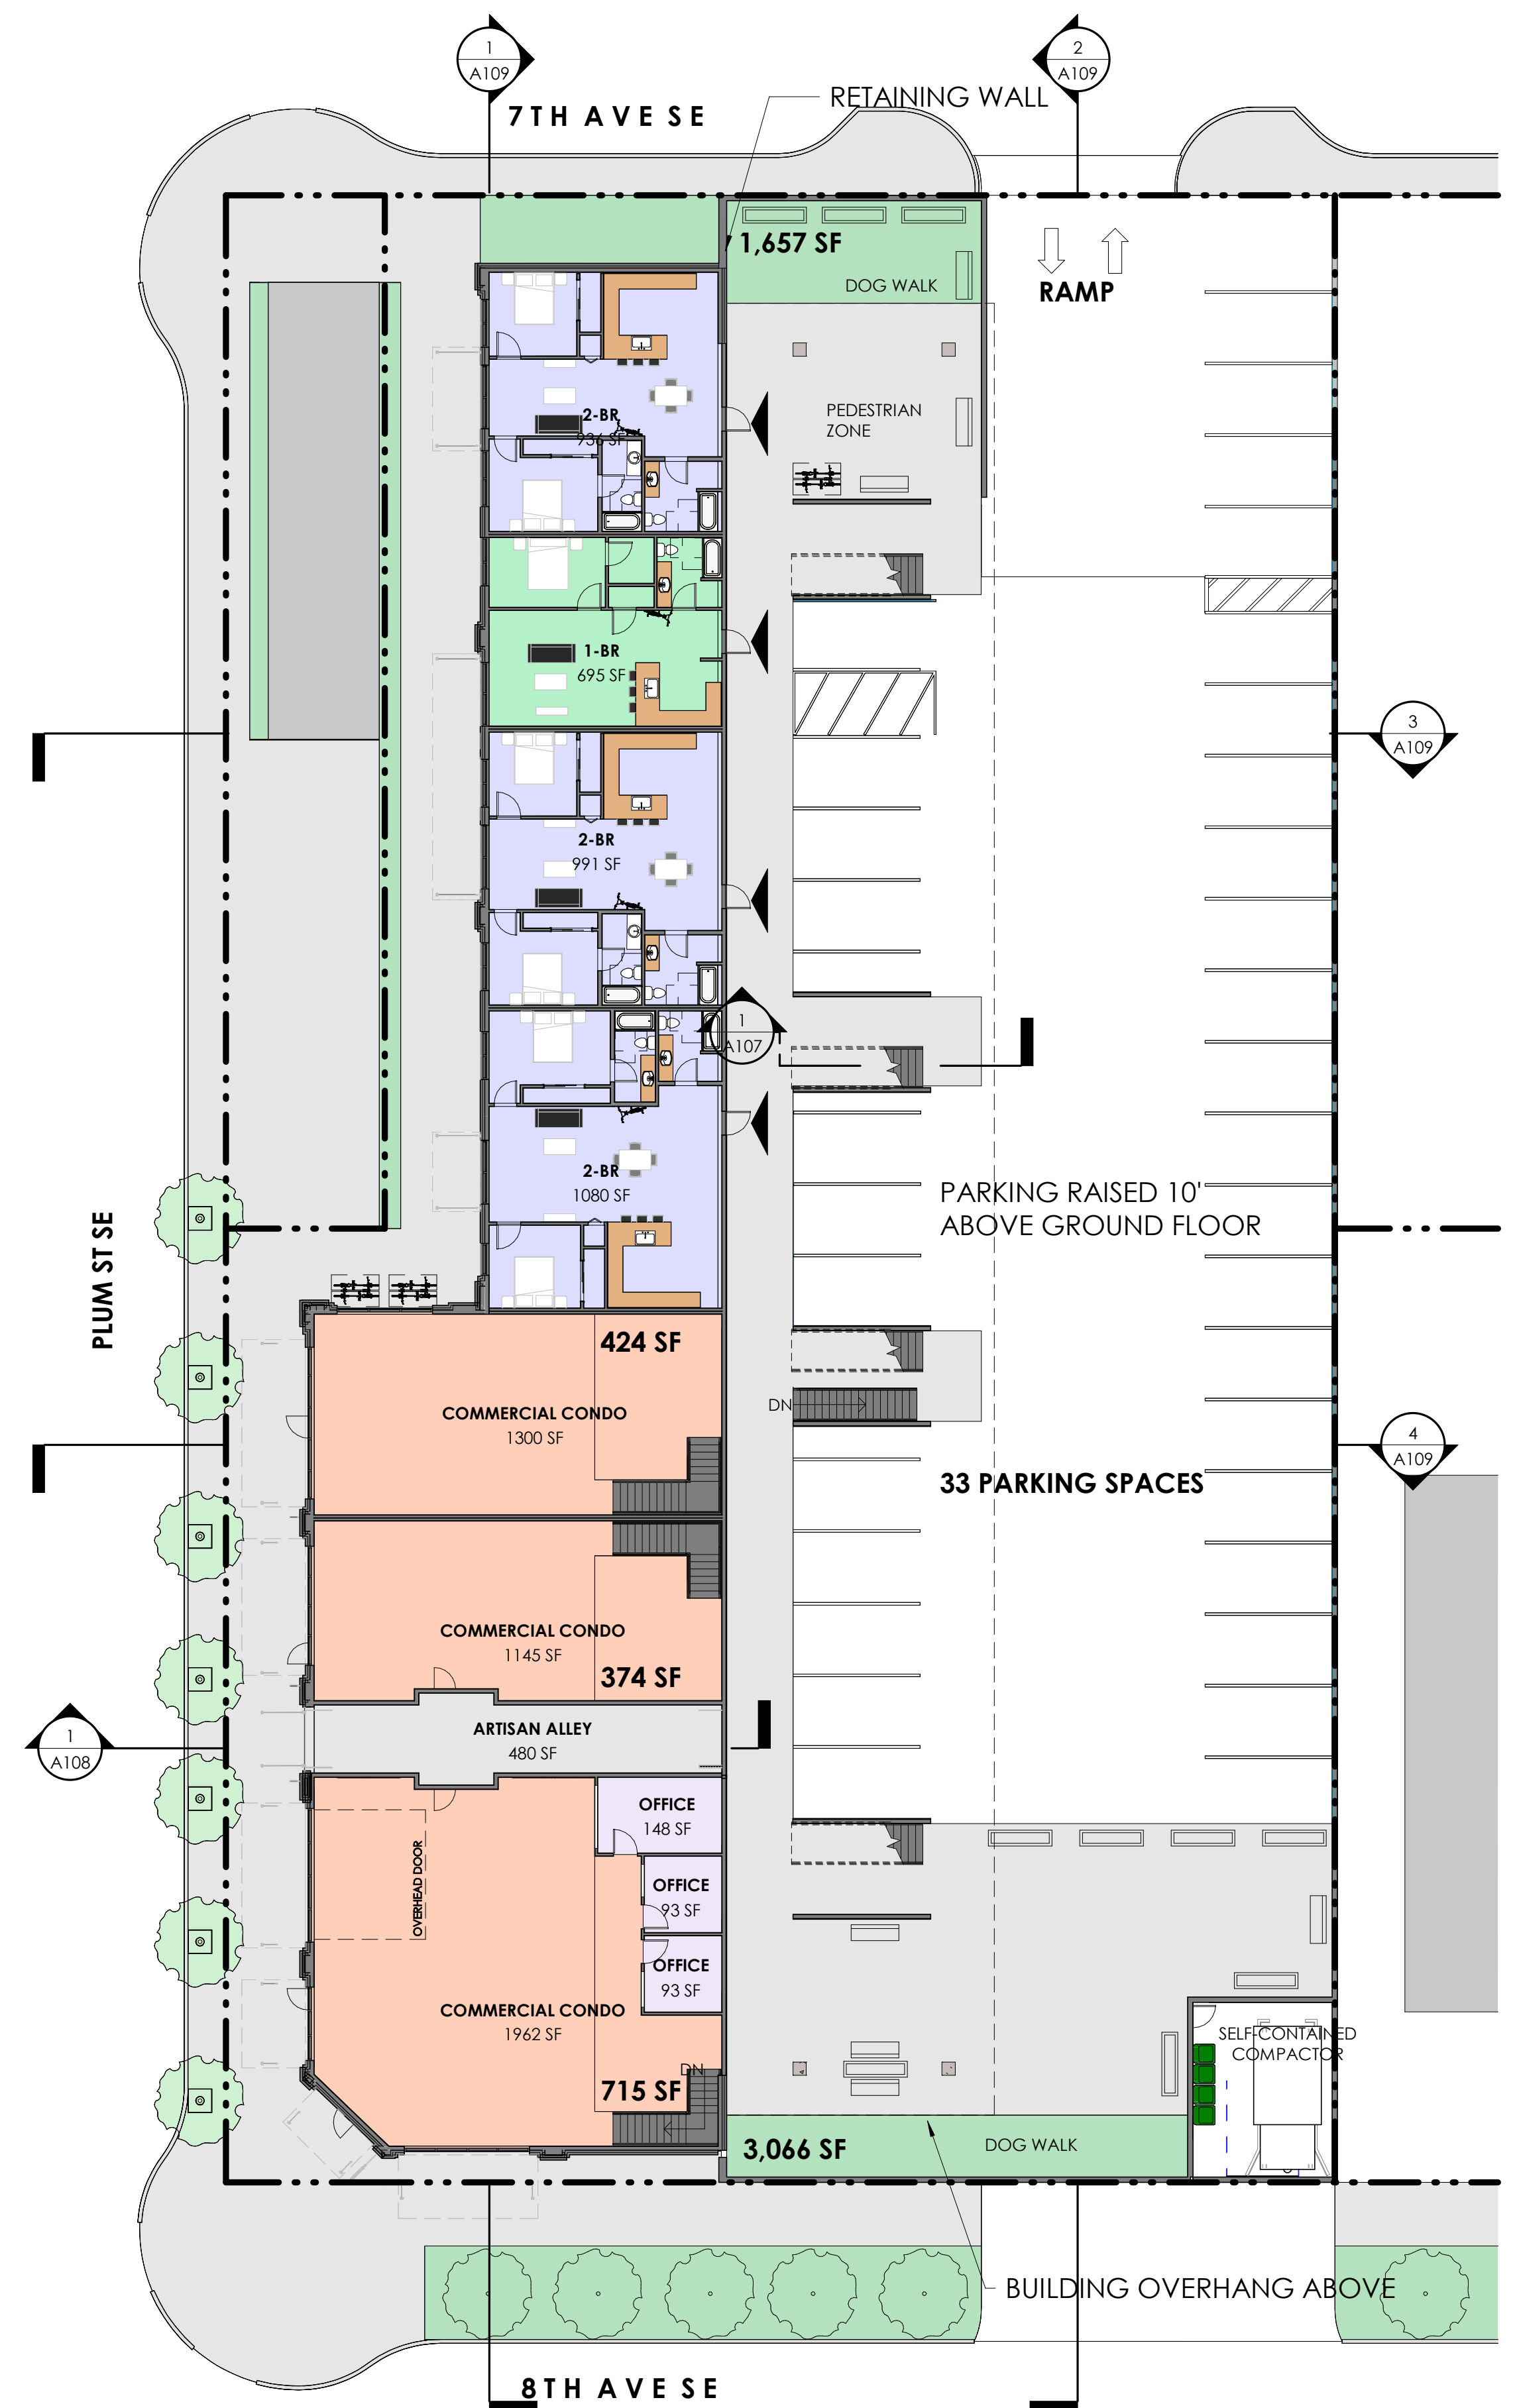 1
A109
2
A109
7TH AVE SE
RETAINING WALL
1,657 SF
DOG WALK
RAMP
2-BR
936 SF
PEDESTRIAN
ZONE
1-BR
695 SF
3
A109
2-BR
991 SF
1
A107
2-BR
1080 SF
PARKING RAISED 10'
ABOVE GROUND FLOOR
PLUM ST SE
424 SF
COMMERCIAL CONDO
1300 SF
DN
4
A109
33 PARKING SPACES
COMMERCIAL CONDO
1145 SF
374 SF
ARTISAN ALLEY
480 SF
1
A108
OFFICE
148 SF
OVERHEAD DOOR
OFFICE
93 SF
OFFICE
93 SF
COMMERCIAL CONDO
1962 SF
SELF-CONTAINED
COMPACTOR
DN
715 SF
3,066 SF
DOG WALK
BUILDING OVERHANG ABOVE
8TH AVE SE